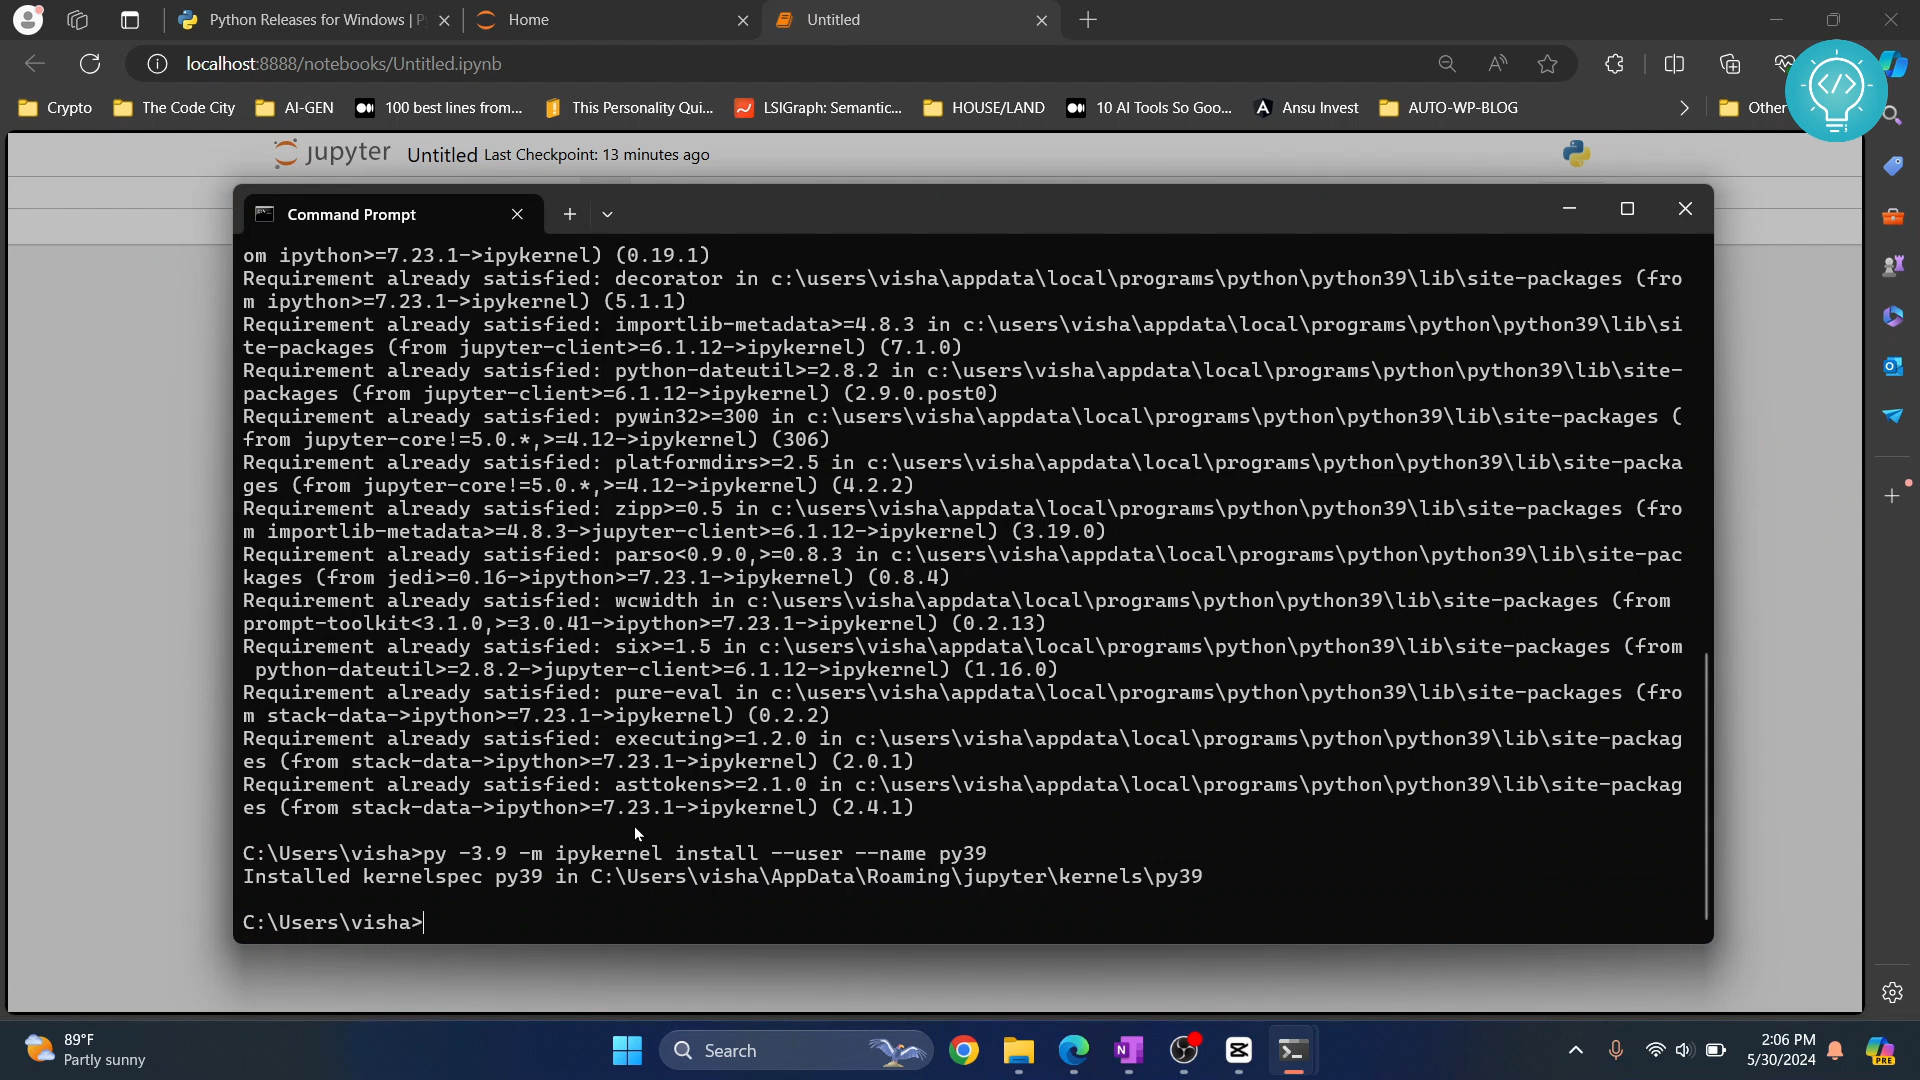 Python Releases for Windows | P
Home
Untitled
localhost:8888/notebooks/Untitled.ipynb
Crypto
The Code City
AI-GEN
100 best lines from...
This Personality Qui...
LSIGraph: Semantic...
HOUSE/LAND
10 AI Tools So Goo...
Ansu Invest
AUTO-WP-BLOG
Other
jupyter Untitled Last Checkpoint: 13 minutes ago
Command Prompt
om ipython>=7.23.1->ipykernel) (0.19.1)
Requirement already satisfied: decorator in c:\users\visha\appdata\local\programs\python\python39\lib\site-packages (fro
m ipython>=7.23.1->ipykernel) (5.1.1)
Requirement already satisfied: importlib-metadata>=4.8.3 in c:\users\visha\appdata\local\programs\python\python39\lib\si
te-packages (from jupyter-client>=6.1.12->ipykernel) (7.1.0)
Requirement already satisfied: python-dateutil>=2.8.2 in c:\users\visha\appdata\local\programs\python\python39\lib\site-
packages (from jupyter-client>=6.1.12->ipykernel) (2.9.0.post0)
Requirement already satisfied: pywin32>=300 in c:\users\visha\appdata\local\programs\python\python39\lib\site-packages (
from jupyter-core!=5.0.*,>=4.12->ipykernel) (306)
Requirement already satisfied: platformdirs>=2.5 in c:\users\visha\appdata\local\programs\python\python39\lib\site-packa
ges (from jupyter-core!=5.0.*,>=4.12->ipykernel) (4.2.2)
Requirement already satisfied: zipp>=0.5 in c:\users\visha\appdata\local\programs\python\python39\lib\site-packages (fro
m importlib-metadata>=4.8.3->jupyter-client>=6.1.12->ipykernel) (3.19.0)
Requirement already satisfied: parso<0.9.0,>=0.8.3 in c:\users\visha\appdata\local\programs\python\python39\lib\site-pac
kages (from jedi>=0.16->ipython>=7.23.1->ipykernel) (0.8.4)
Requirement already satisfied: wcwidth in c:\users\visha\appdata\local\programs\python\python39\lib\site-packages (from
prompt-toolkit<3.1.0,>=3.0.41->ipython>=7.23.1->ipykernel) (0.2.13)
Requirement already satisfied: six>=1.5 in c:\users\visha\appdata\local\programs\python\python39\lib\site-packages (from
python-dateutil>=2.8.2->jupyter-client>=6.1.12->ipykernel) (1.16.0)
Requirement already satisfied: pure-eval in c:\users\visha\appdata\local\programs\python\python39\lib\site-packages (fro
m stack-data->ipython>=7.23.1->ipykernel) (0.2.2)
Requirement already satisfied: executing>=1.2.0 in c:\users\visha\appdata\local\programs\python\python39\lib\site-packag
es (from stack-data->ipython>=7.23.1->ipykernel) (2.0.1)
Requirement already satisfied: asttokens>=2.1.0 in c:\users\visha\appdata\local\programs\python\python39\lib\site-packag
es (from stack-data->ipython>=7.23.1->ipykernel) (2.4.1)
C:\Users\visha>py -3.9 -m ipykernel install --user --name py39
Installed kernelspec py39 in C:\Users\visha\AppData\Roaming\jupyter\kernels\py39
C:\Users\visha>
89°F
Partly sunny
Search
2:06 PM
5/30/2024
PRE